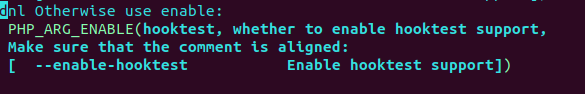 dnl Otherwise use enable:
PHP_ARG_ENABLE(hooktest, whether to enable hooktest support,
Make sure that the comment is aligned:
[  --enable-hooktest           Enable hooktest support])